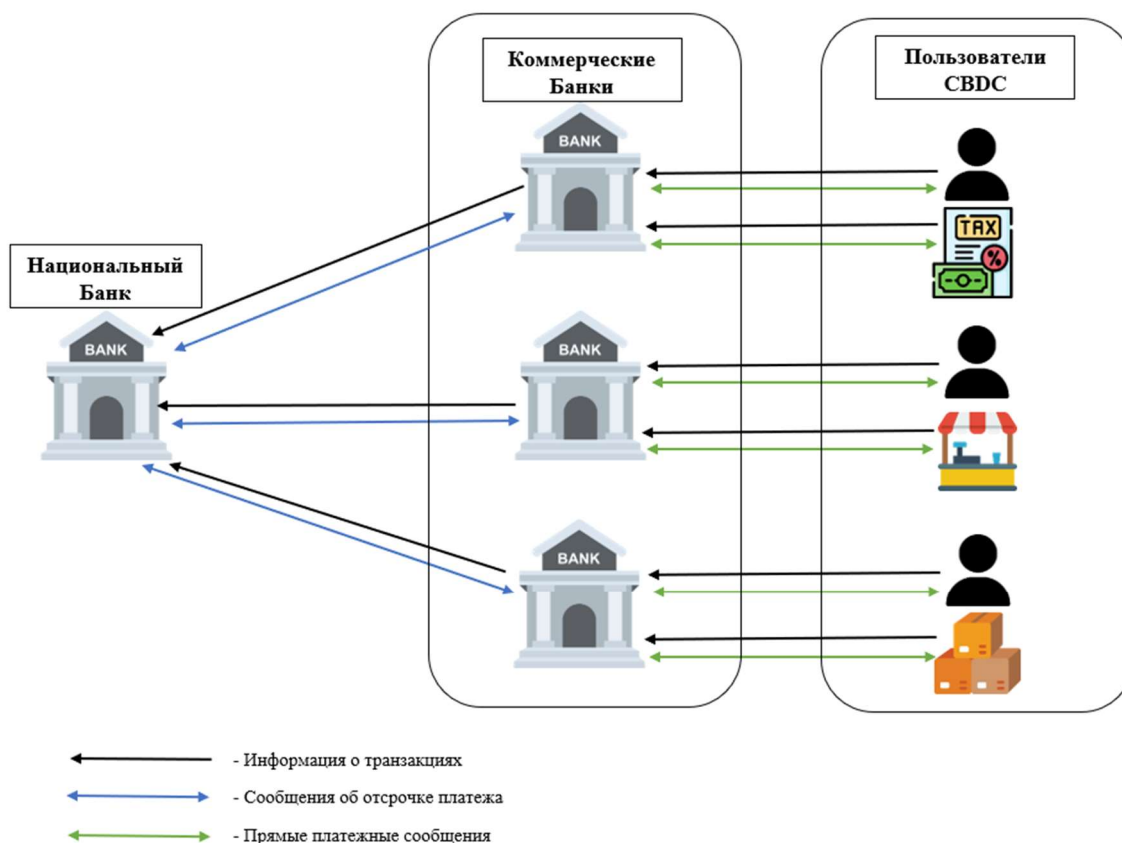 Коммерческие
Банки
Пользователи
CBDC
BANK
TAX
%
Национальный
Банк
BANK
BANK
BANK
- Информация о транзакциях
- Сообщения об отсрочке платежа
- Прямые платежные сообщения